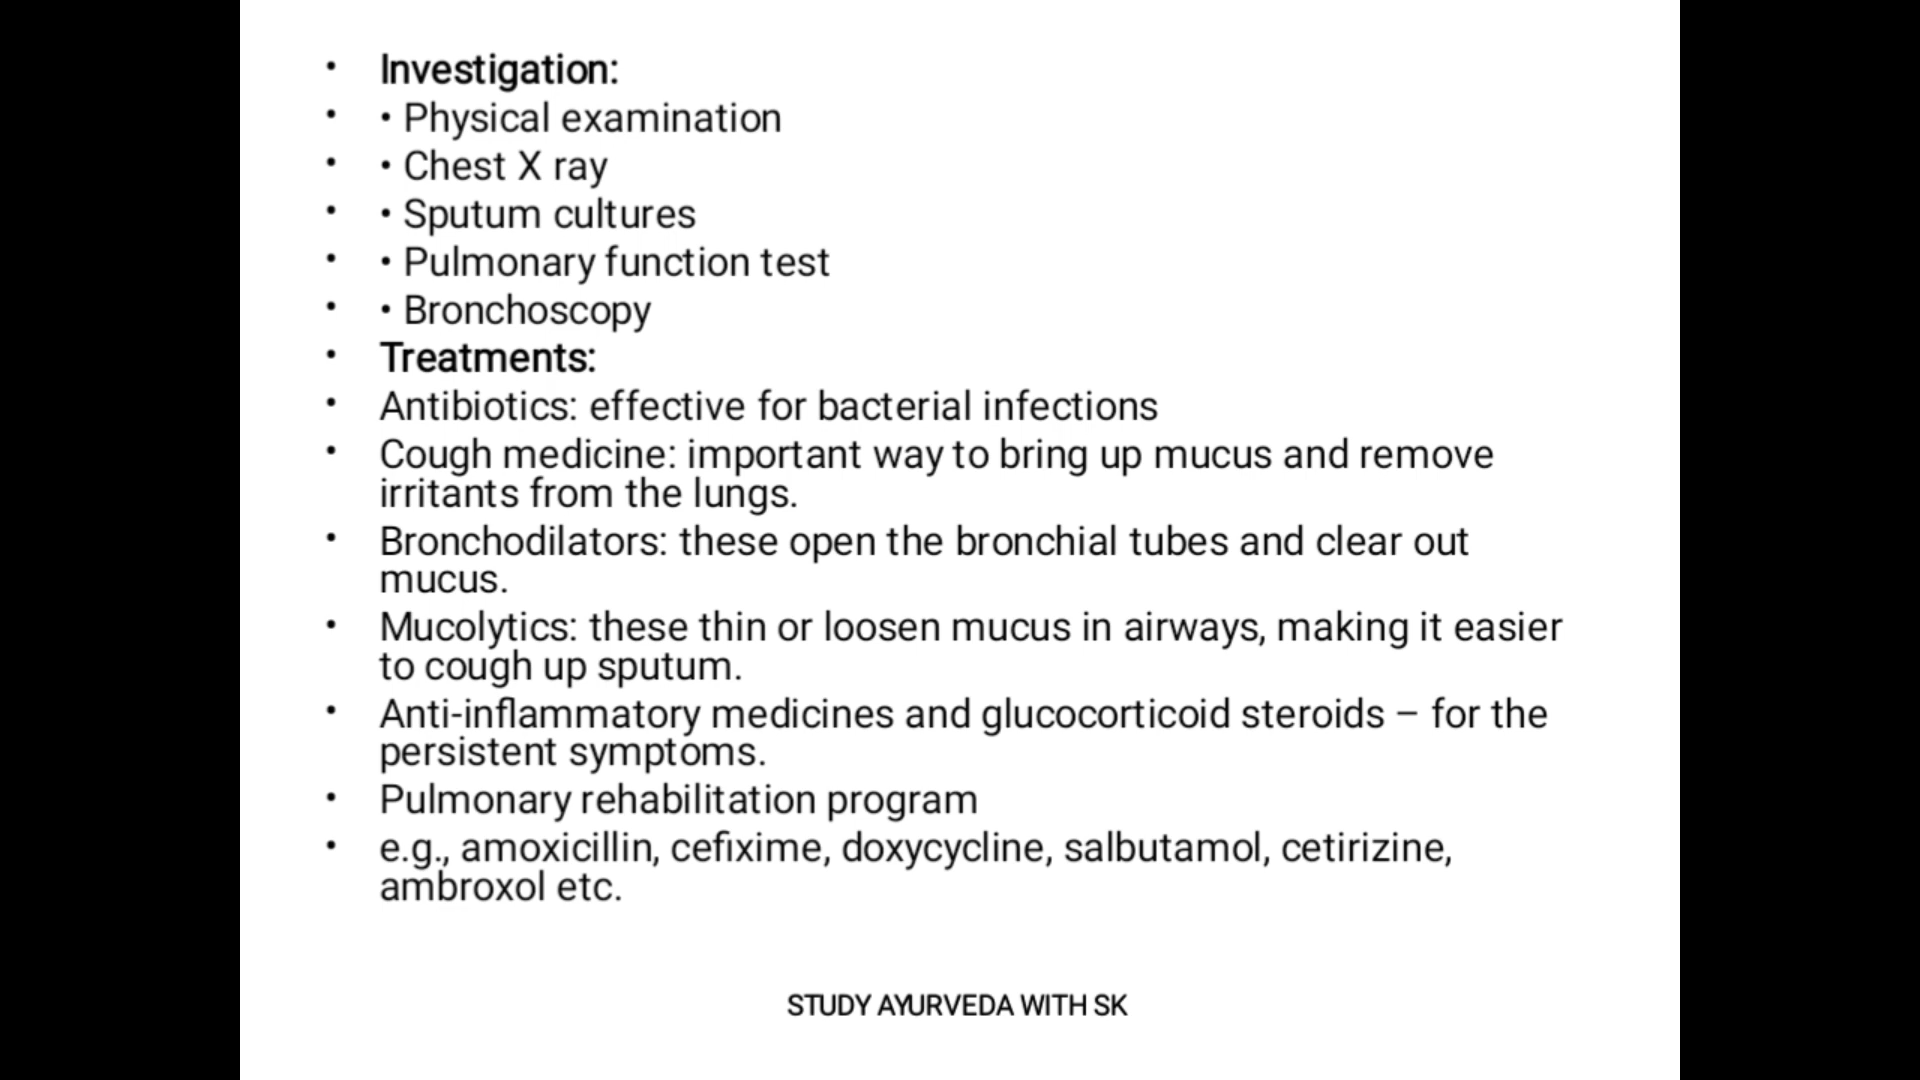 • Investigation:
• • Physical examination
• • Chest X ray
• • Sputum cultures
• • Pulmonary function test
• • Bronchoscopy
• Treatments:
• Antibiotics: effective for bacterial infections
• Cough medicine: important way to bring up mucus and remove
irritants from the lungs.
• Bronchodilators: these open the bronchial tubes and clear out
mucus.
• Mucolytics: these thin or loosen mucus in airways, making it easier
to cough up sputum.
• Anti-inflammatory medicines and glucocorticoid steroids – for the
persistent symptoms.
• Pulmonary rehabilitation program
• e.g., amoxicillin, cefixime, doxycycline, salbutamol, cetirizine,
ambroxol etc.
STUDY AYURVEDA WITH SK